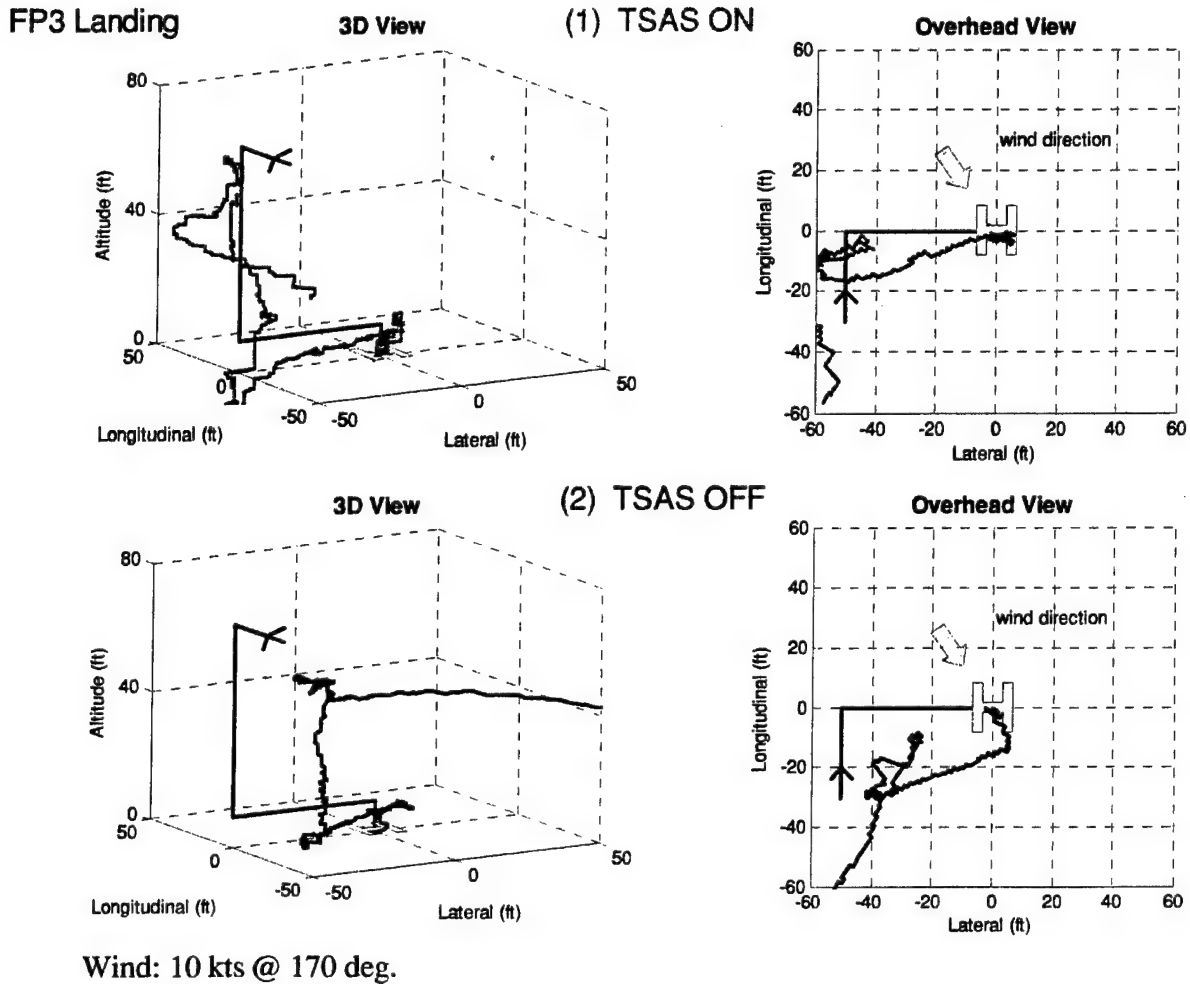 FP3 Landing
3D View
(1) TSAS ON
Overhead View
80
40
0
Altitude (ft)
50
0
-50
Longitudinal (ft)
-50
0
50
Lateral (ft)
60
40
20
0
-20
-40
-60
Longitudinal (ft)
wind direction
H
-60 -40 -20 0 20 40 60
Lateral (ft)
3D View
(2) TSAS OFF
Overhead View
80
40
0
Altitude (ft)
50
0
-50
Longitudinal (ft)
-50
0
50
Lateral (ft)
60
40
20
0
-20
-40
-60
Longitudinal (ft)
wind direction
H
-60 -40 -20 0 20 40 60
Lateral (ft)
Wind: 10 kts @ 170 deg.